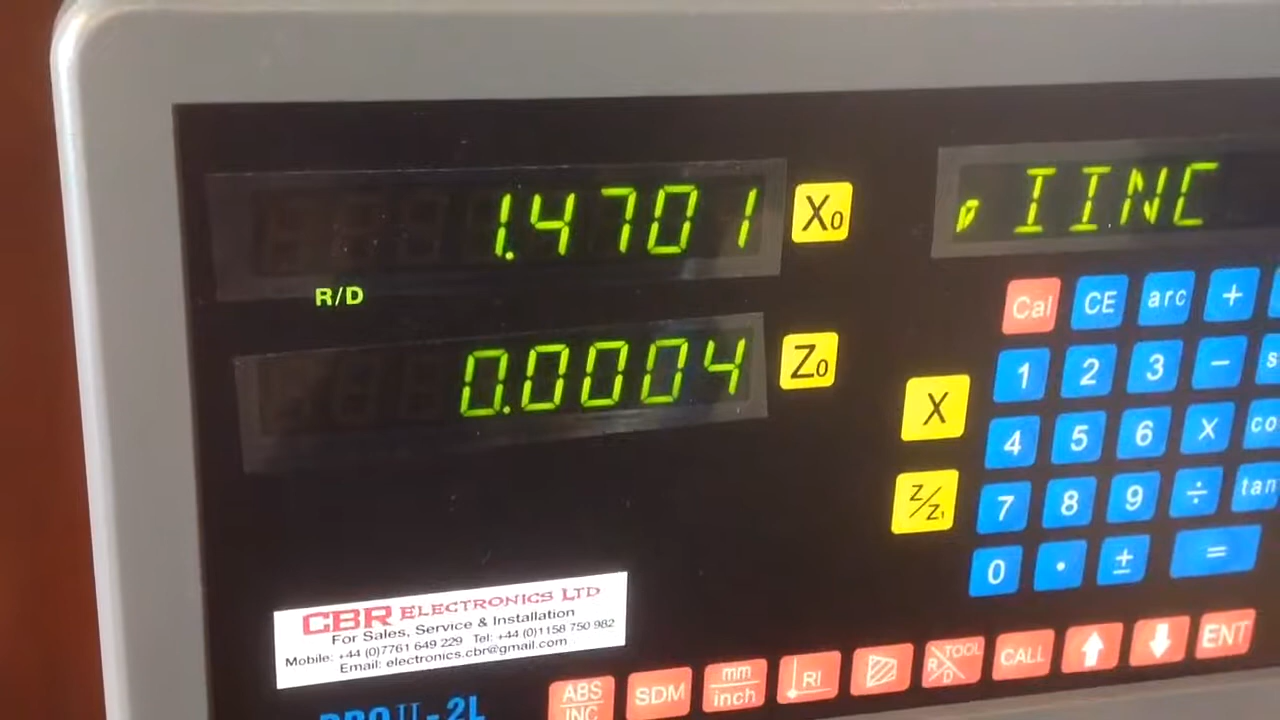 1.4701 X0
I INC
R/D
0.0004 Z0
Cal CE arc +
1 2 3 −
X
4 5 6 X
Z/Z1
7 8 9 ÷ tan
0 . ± =
CBR ELECTRONICS LTD
For Sales, Service & Installation
Mobile: +44 (0)7761 649 229 Tel: +44 (0)1158 750 982
Email: electronics.cbr@gmail.com
ABS/INC SDM mm/inch RI R/D TOOL CALL ENT